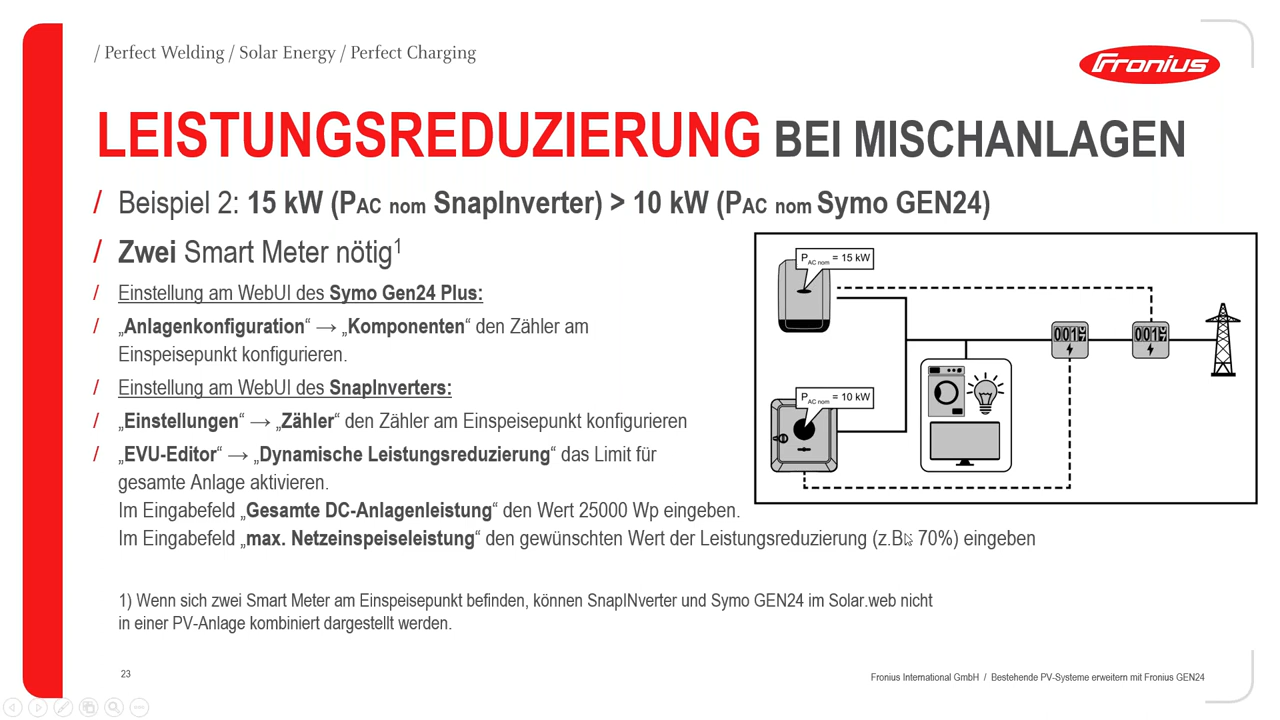 / Perfect Welding / Solar Energy / Perfect Charging
Fronius
LEISTUNGSREDUZIERUNG BEI MISCHANLAGEN
/ Beispiel 2: 15 kW (PAC nom SnapInverter) > 10 kW (PAC nom Symo GEN24)
/ Zwei Smart Meter nötig1
/ Einstellung am WebUI des Symo Gen24 Plus:
/ „Anlagenkonfiguration“ → „Komponenten“ den Zähler am
Einspeisepunkt konfigurieren.
/ Einstellung am WebUI des SnapInverters:
/ „Einstellungen“ → „Zähler“ den Zähler am Einspeisepunkt konfigurieren
/ „EVU-Editor“ → „Dynamische Leistungsreduzierung“ das Limit für
gesamte Anlage aktivieren.
Im Eingabefeld „Gesamte DC-Anlagenleistung“ den Wert 25000 Wp eingeben.
Im Eingabefeld „max. Netzeinspeiseleistung“ den gewünschten Wert der Leistungsreduzierung (z.B. 70%) eingeben
PAC nom = 15 kW
PAC nom = 10 kW
1) Wenn sich zwei Smart Meter am Einspeisepunkt befinden, können SnapINverter und Symo GEN24 im Solar.web nicht
in einer PV-Anlage kombiniert dargestellt werden.
23
Fronius International GmbH / Bestehende PV-Systeme erweitern mit Fronius GEN24